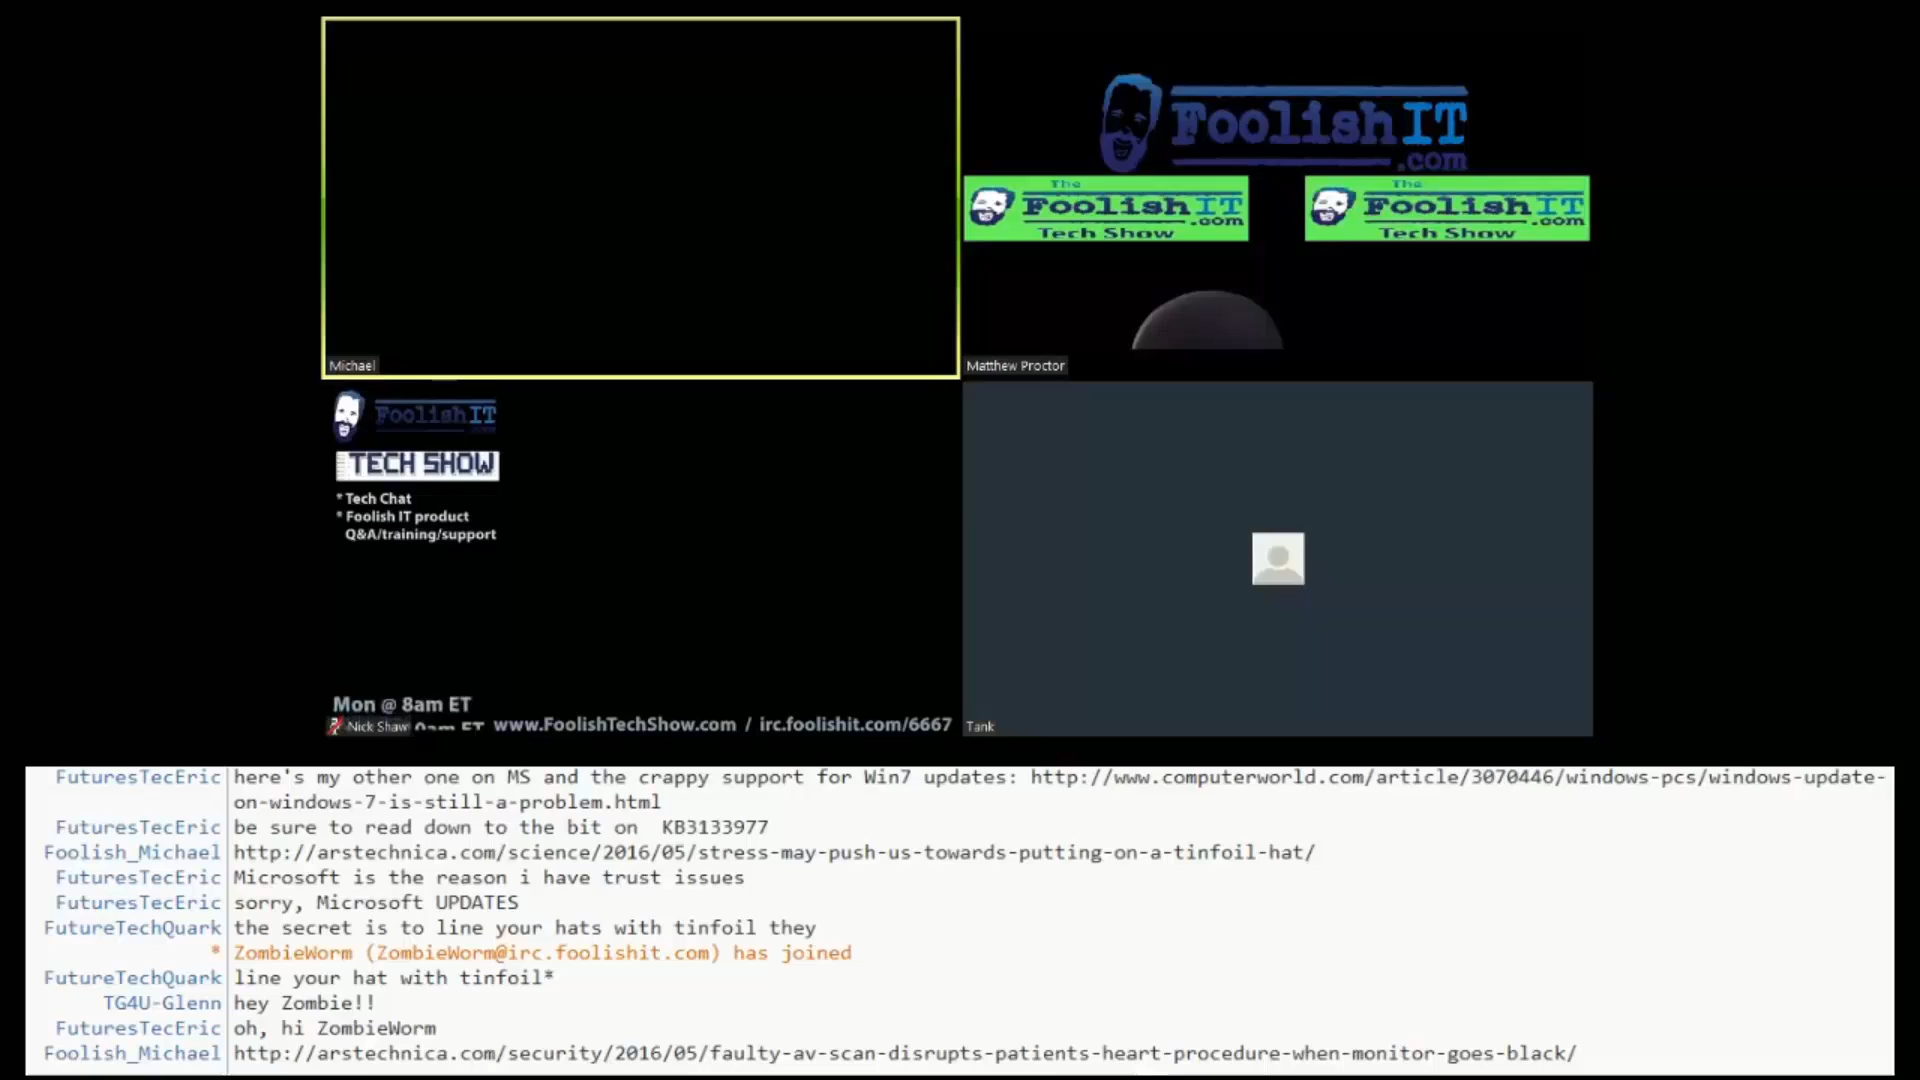 FoolishIT
.com
The
FoolishIT
.com
Tech Show
The
FoolishIT
.com
Tech Show
Michael
Matthew Proctor
FoolishIT
TECH SHOW
* Tech Chat
* Foolish IT product
Q&A/training/support
Mon @ 8am ET
Nick Shaw
www.FoolishTechShow.com / irc.foolishit.com/6667
Tank
FuturesTecEric here's my other one on MS and the crappy support for Win7 updates: http://www.computerworld.com/article/3070446/windows-pcs/windows-update-
on-windows-7-is-still-a-problem.html
FuturesTecEric be sure to read down to the bit on  KB3133977
Foolish_Michael http://arstechnica.com/science/2016/05/stress-may-push-us-towards-putting-on-a-tinfoil-hat/
FuturesTecEric Microsoft is the reason i have trust issues
FuturesTecEric sorry, Microsoft UPDATES
FutureTechQuark the secret is to line your hats with tinfoil they
* ZombieWorm (ZombieWorm@irc.foolishit.com) has joined
FutureTechQuark line your hat with tinfoil*
TG4U-Glenn hey Zombie!!
FuturesTecEric oh, hi ZombieWorm
Foolish_Michael http://arstechnica.com/security/2016/05/faulty-av-scan-disrupts-patients-heart-procedure-when-monitor-goes-black/